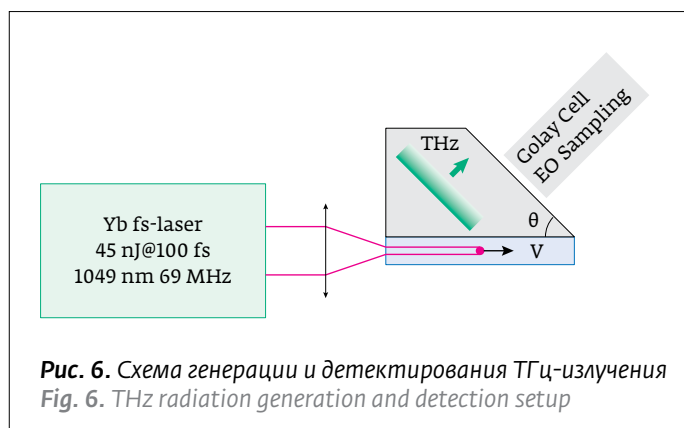 Golay Cell
EO Sampling
THz
θ
V
Yb fs-laser
45 nJ@100 fs
1049 nm 69 MHz
Рис. 6. Схема генерации и детектирования ТГц-излучения
Fig. 6. THz radiation generation and detection setup